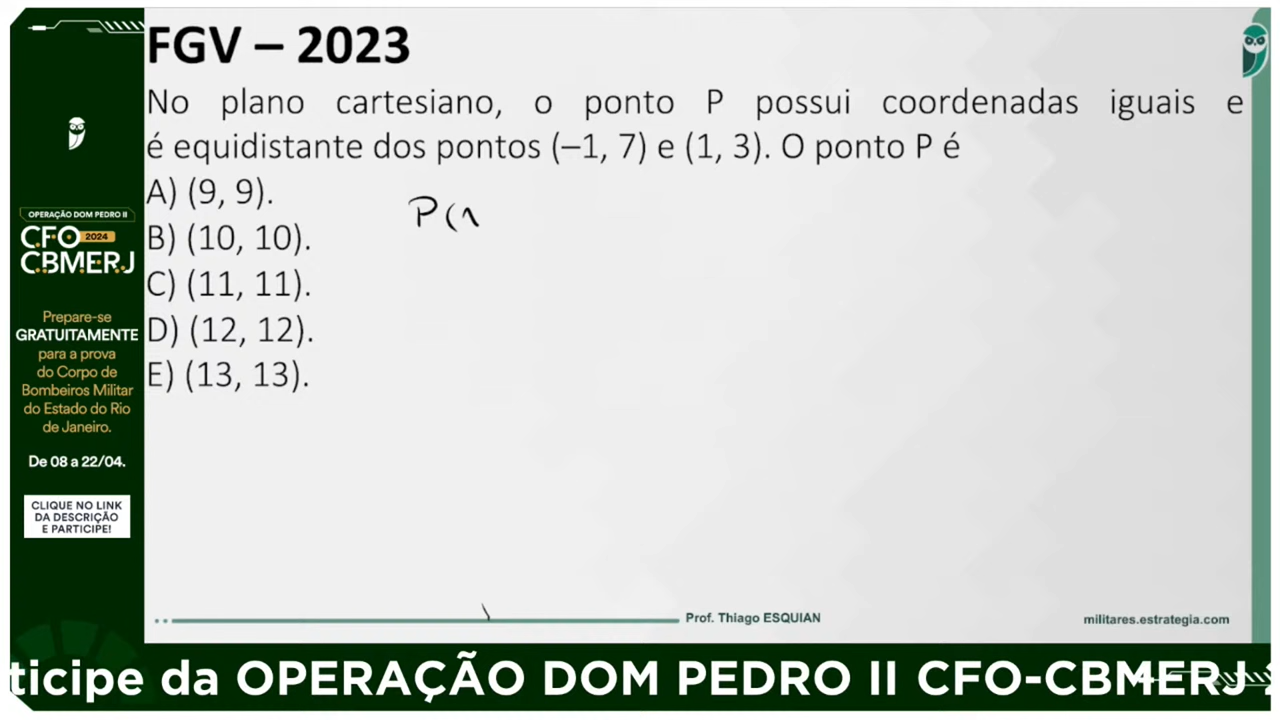 FGV – 2023
No plano cartesiano, o ponto P possui coordenadas iguais e
é equidistante dos pontos (–1, 7) e (1, 3). O ponto P é
A) (9, 9).
B) (10, 10).
C) (11, 11).
D) (12, 12).
E) (13, 13).
P(
OPERAÇÃO DOM PEDRO II
CFO 2024
CBMERJ
Prepare-se
GRATUITAMENTE
para a prova
do Corpo de
Bombeiros Militar
do Estado do Rio
de Janeiro.
De 08 a 22/04.
CLIQUE NO LINK
DA DESCRIÇÃO
E PARTICIPE!
Prof. Thiago ESQUIAN
militares.estrategia.com
ticipe da OPERAÇÃO DOM PEDRO II CFO-CBMERJ 2